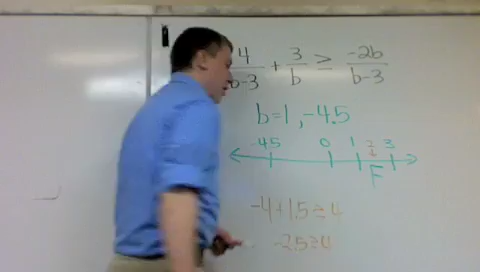 4/b-3 + 3/b ≥ -2b/b-3
b=1, -4.5
-4.5 0 1 2 3
F
-4+1.5≥4
-2.5≥4